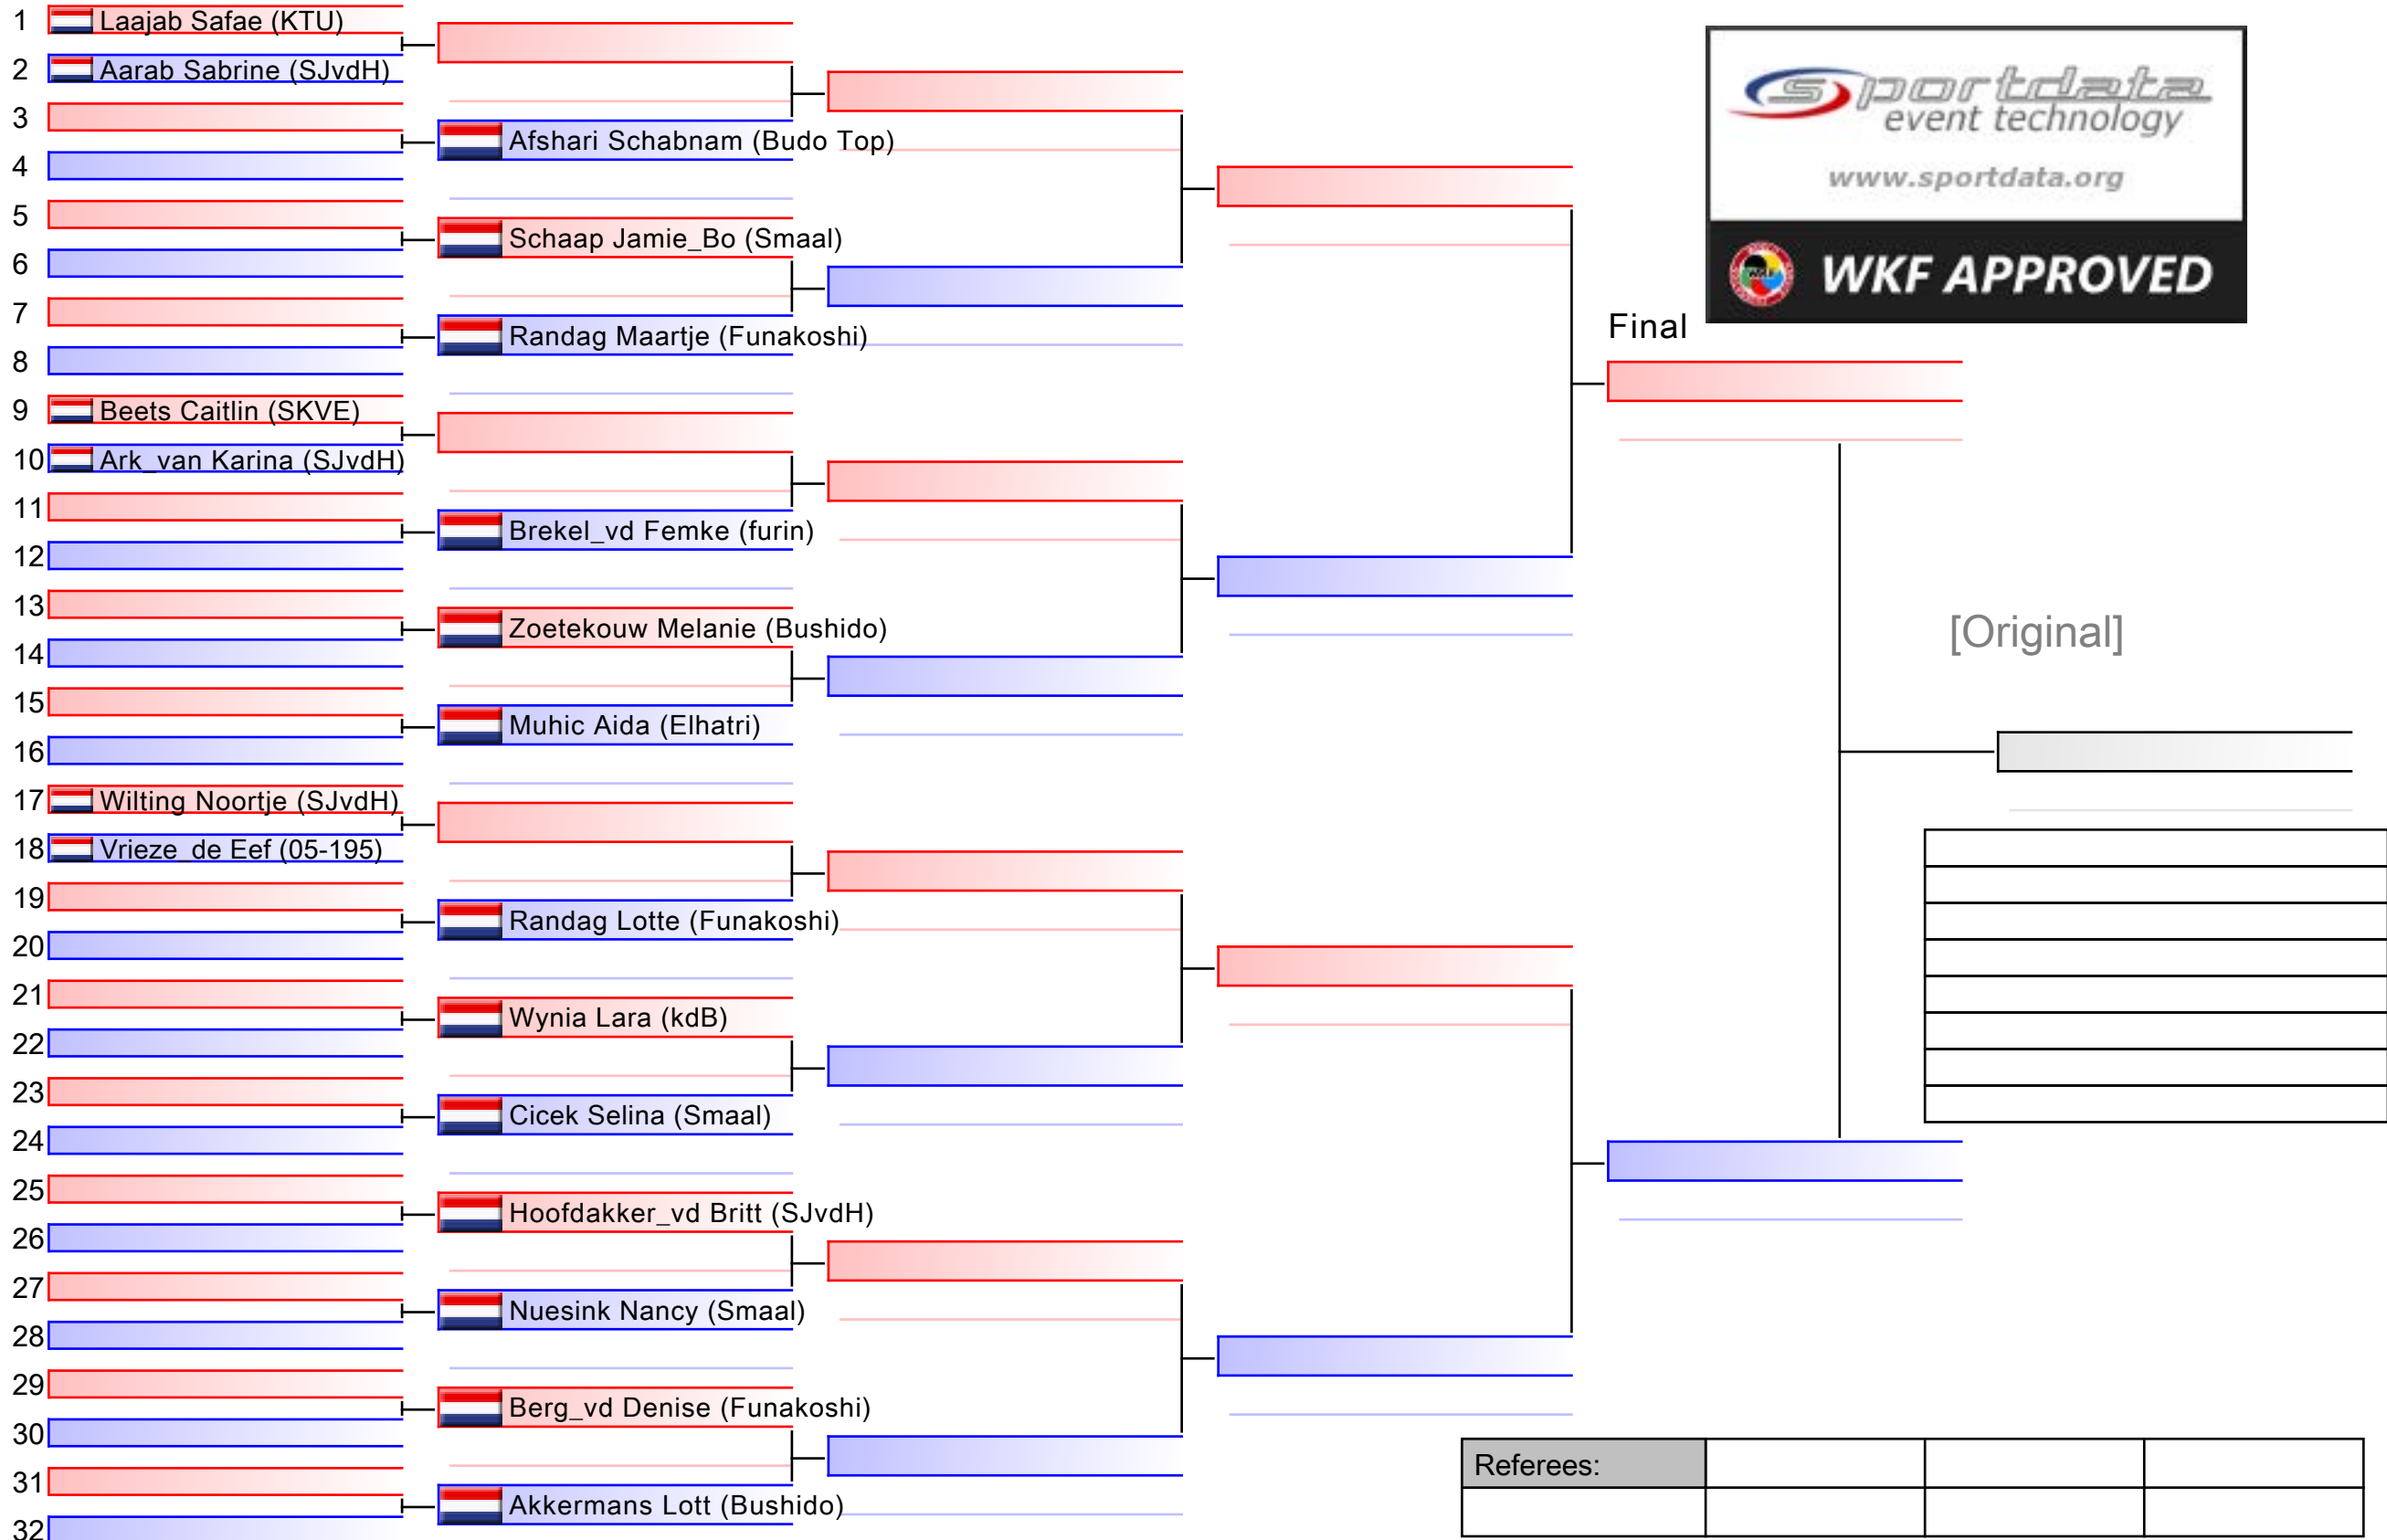 1 Laajab Safae (KTU)
2 Aarab Sabrine (SJvdH)
3
Afshari Schabnam (Budo Top)
4
5
Schaap Jamie_Bo (Smaal)
6
7
Randag Maartje (Funakoshi)
8
9 Beets Caitlin (SKVE)
10 Ark_van Karina (SJvdH)
11
Brekel_vd Femke (furin)
12
13
Zoetekouw Melanie (Bushido)
14
15
Muhic Aida (Elhatri)
16
17 Wilting Noortje (SJvdH)
18 Vrieze_de Eef (05-195)
19
Randag Lotte (Funakoshi)
20
21
Wynia Lara (kdB)
22
23
Cicek Selina (Smaal)
24
25
Hoofdakker_vd Britt (SJvdH)
26
27
Nuesink Nancy (Smaal)
28
29
Berg_vd Denise (Funakoshi)
30
31
Akkermans Lott (Bushido)
32
sportdata
event technology
www.sportdata.org
WKF APPROVED
Final
[Original]
Referees: